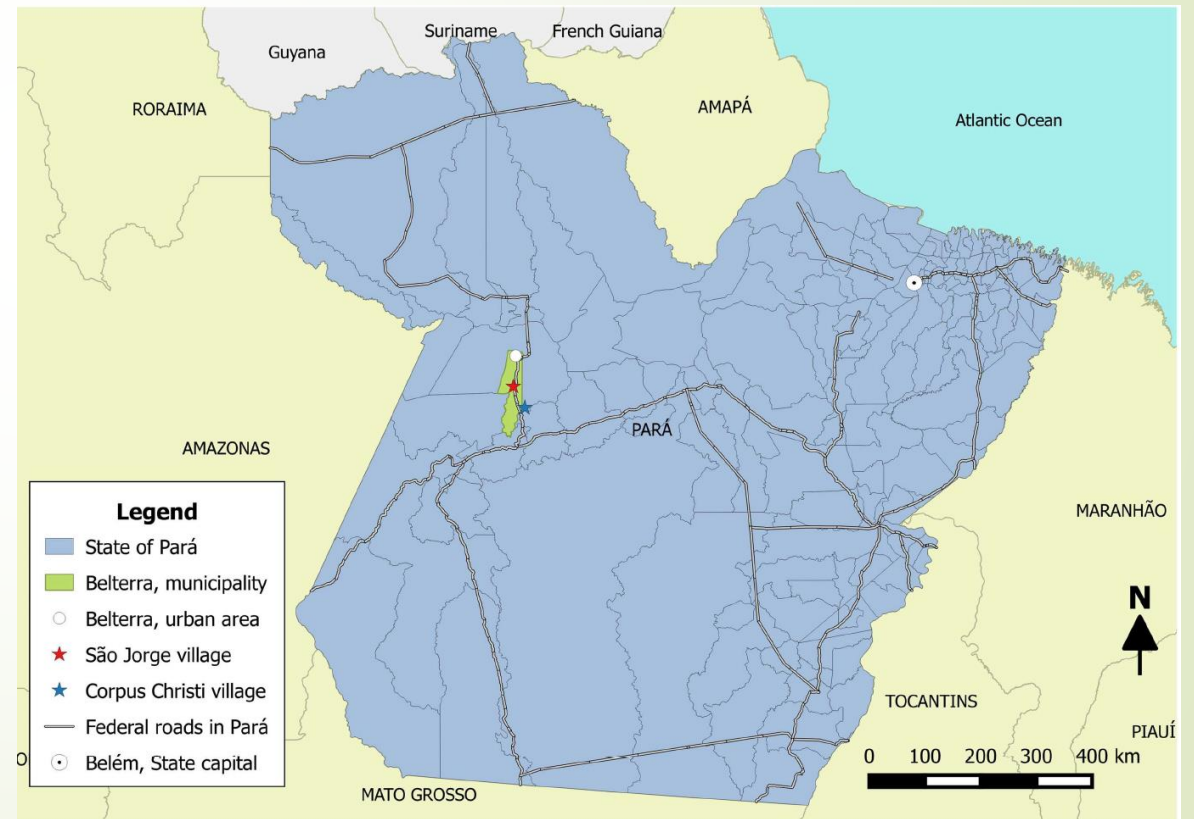 Suriname
French Guiana
Guyana
RORAIMA
AMAPÁ
Atlantic Ocean
PARÁ
AMAZONAS
MARANHÃO
Legend
State of Pará
Belterra, municipality
Belterra, urban area
São Jorge village
Corpus Christi village
Federal roads in Pará
Belém, State capital
N
TOCANTINS
PIAUÍ
0 100 200 300 400 km
MATO GROSSO